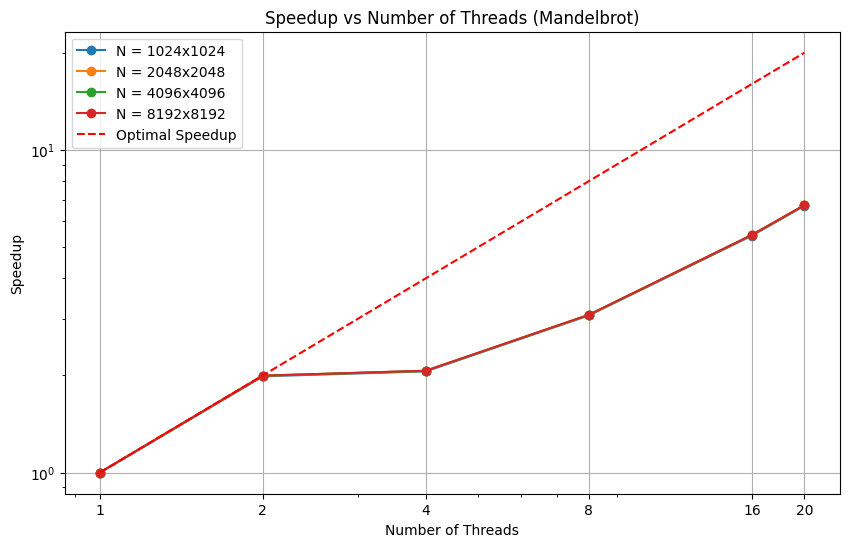 Speedup vs Number of Threads (Mandelbrot)
N = 1024x1024
N = 2048x2048
N = 4096x4096
N = 8192x8192
Optimal Speedup
Speedup
10¹
10⁰
1 2 4 8 16 20
Number of Threads